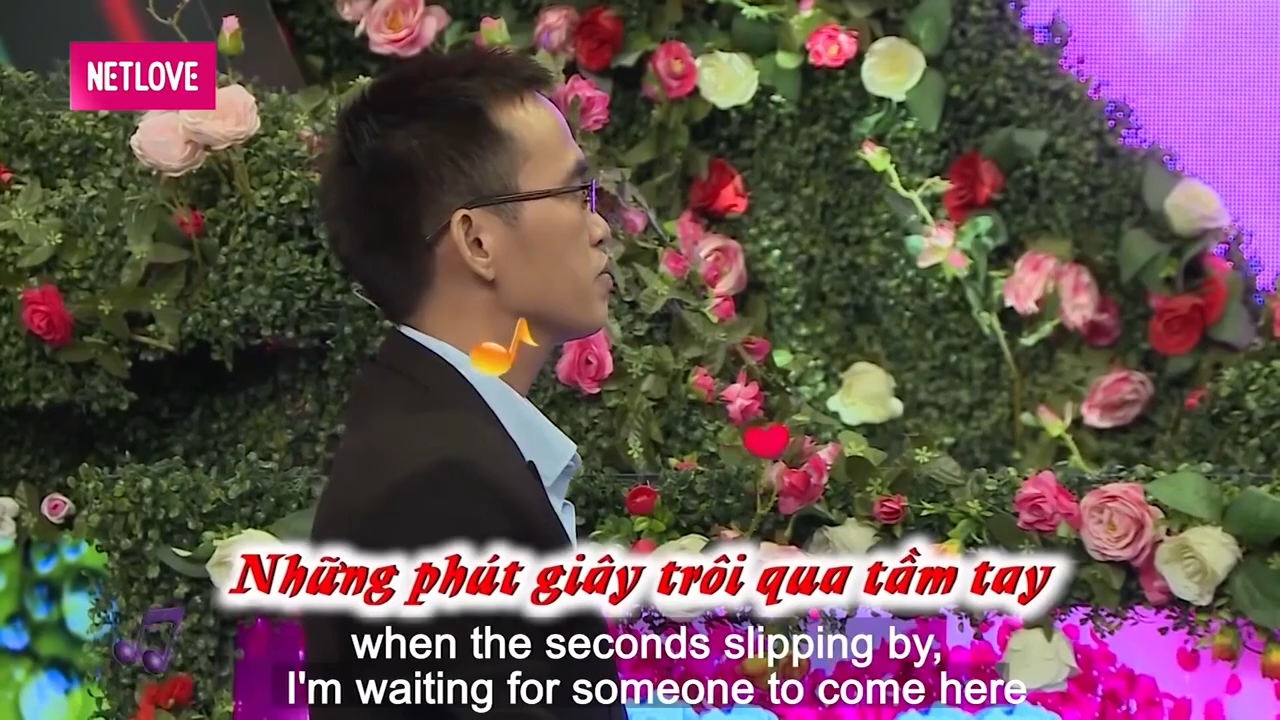 NETLOVE
Những phút giây trôi qua tầm tay
when the seconds slipping by,
I'm waiting for someone to come here